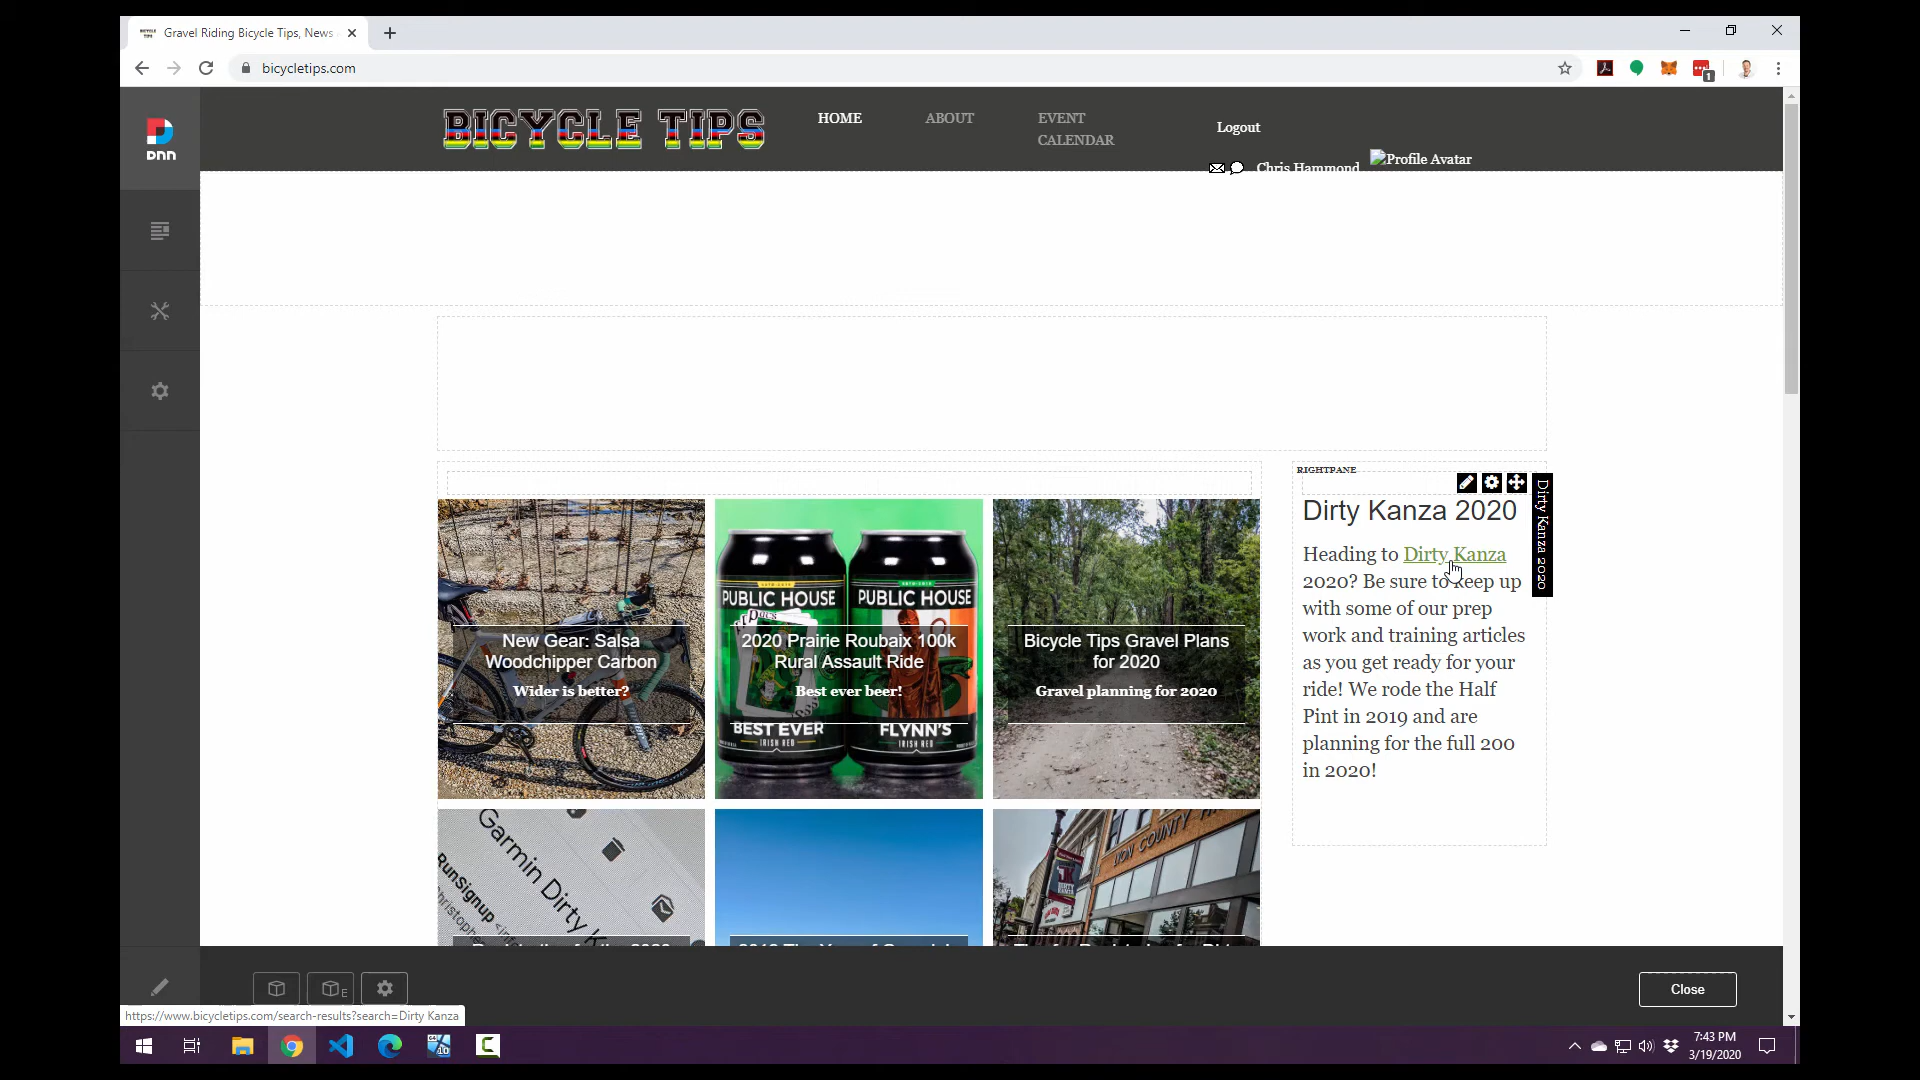 Gravel Riding Bicycle Tips, News
bicycletips.com
1
DNN
BICYCLE TIPS
HOME
ABOUT
EVENT
CALENDAR
Logout
Chris Hammond
Profile Avatar
RIGHTPANE
Dirty Kanza 2020
Dirty Kanza 2020
Heading to Dirty Kanza
2020? Be sure to keep up
with some of our prep
work and training articles
as you get ready for your
ride! We rode the Half
Pint in 2019 and are
planning for the full 200
in 2020!
New Gear: Salsa
Woodchipper Carbon
Wider is better?
PUBLIC HOUSE
PUBLIC HOUSE
2020 Prairie Roubaix 100k
Rural Assault Ride
Best ever beer!
BEST EVER
IRISH RED
FLYNN'S
IRISH RED
Bicycle Tips Gravel Plans
for 2020
Gravel planning for 2020
Garmin Dirty K
RunSignup
LYON COUNTY
E
Close
https://www.bicycletips.com/search-results?search=Dirty Kanza
7:43 PM
3/19/2020